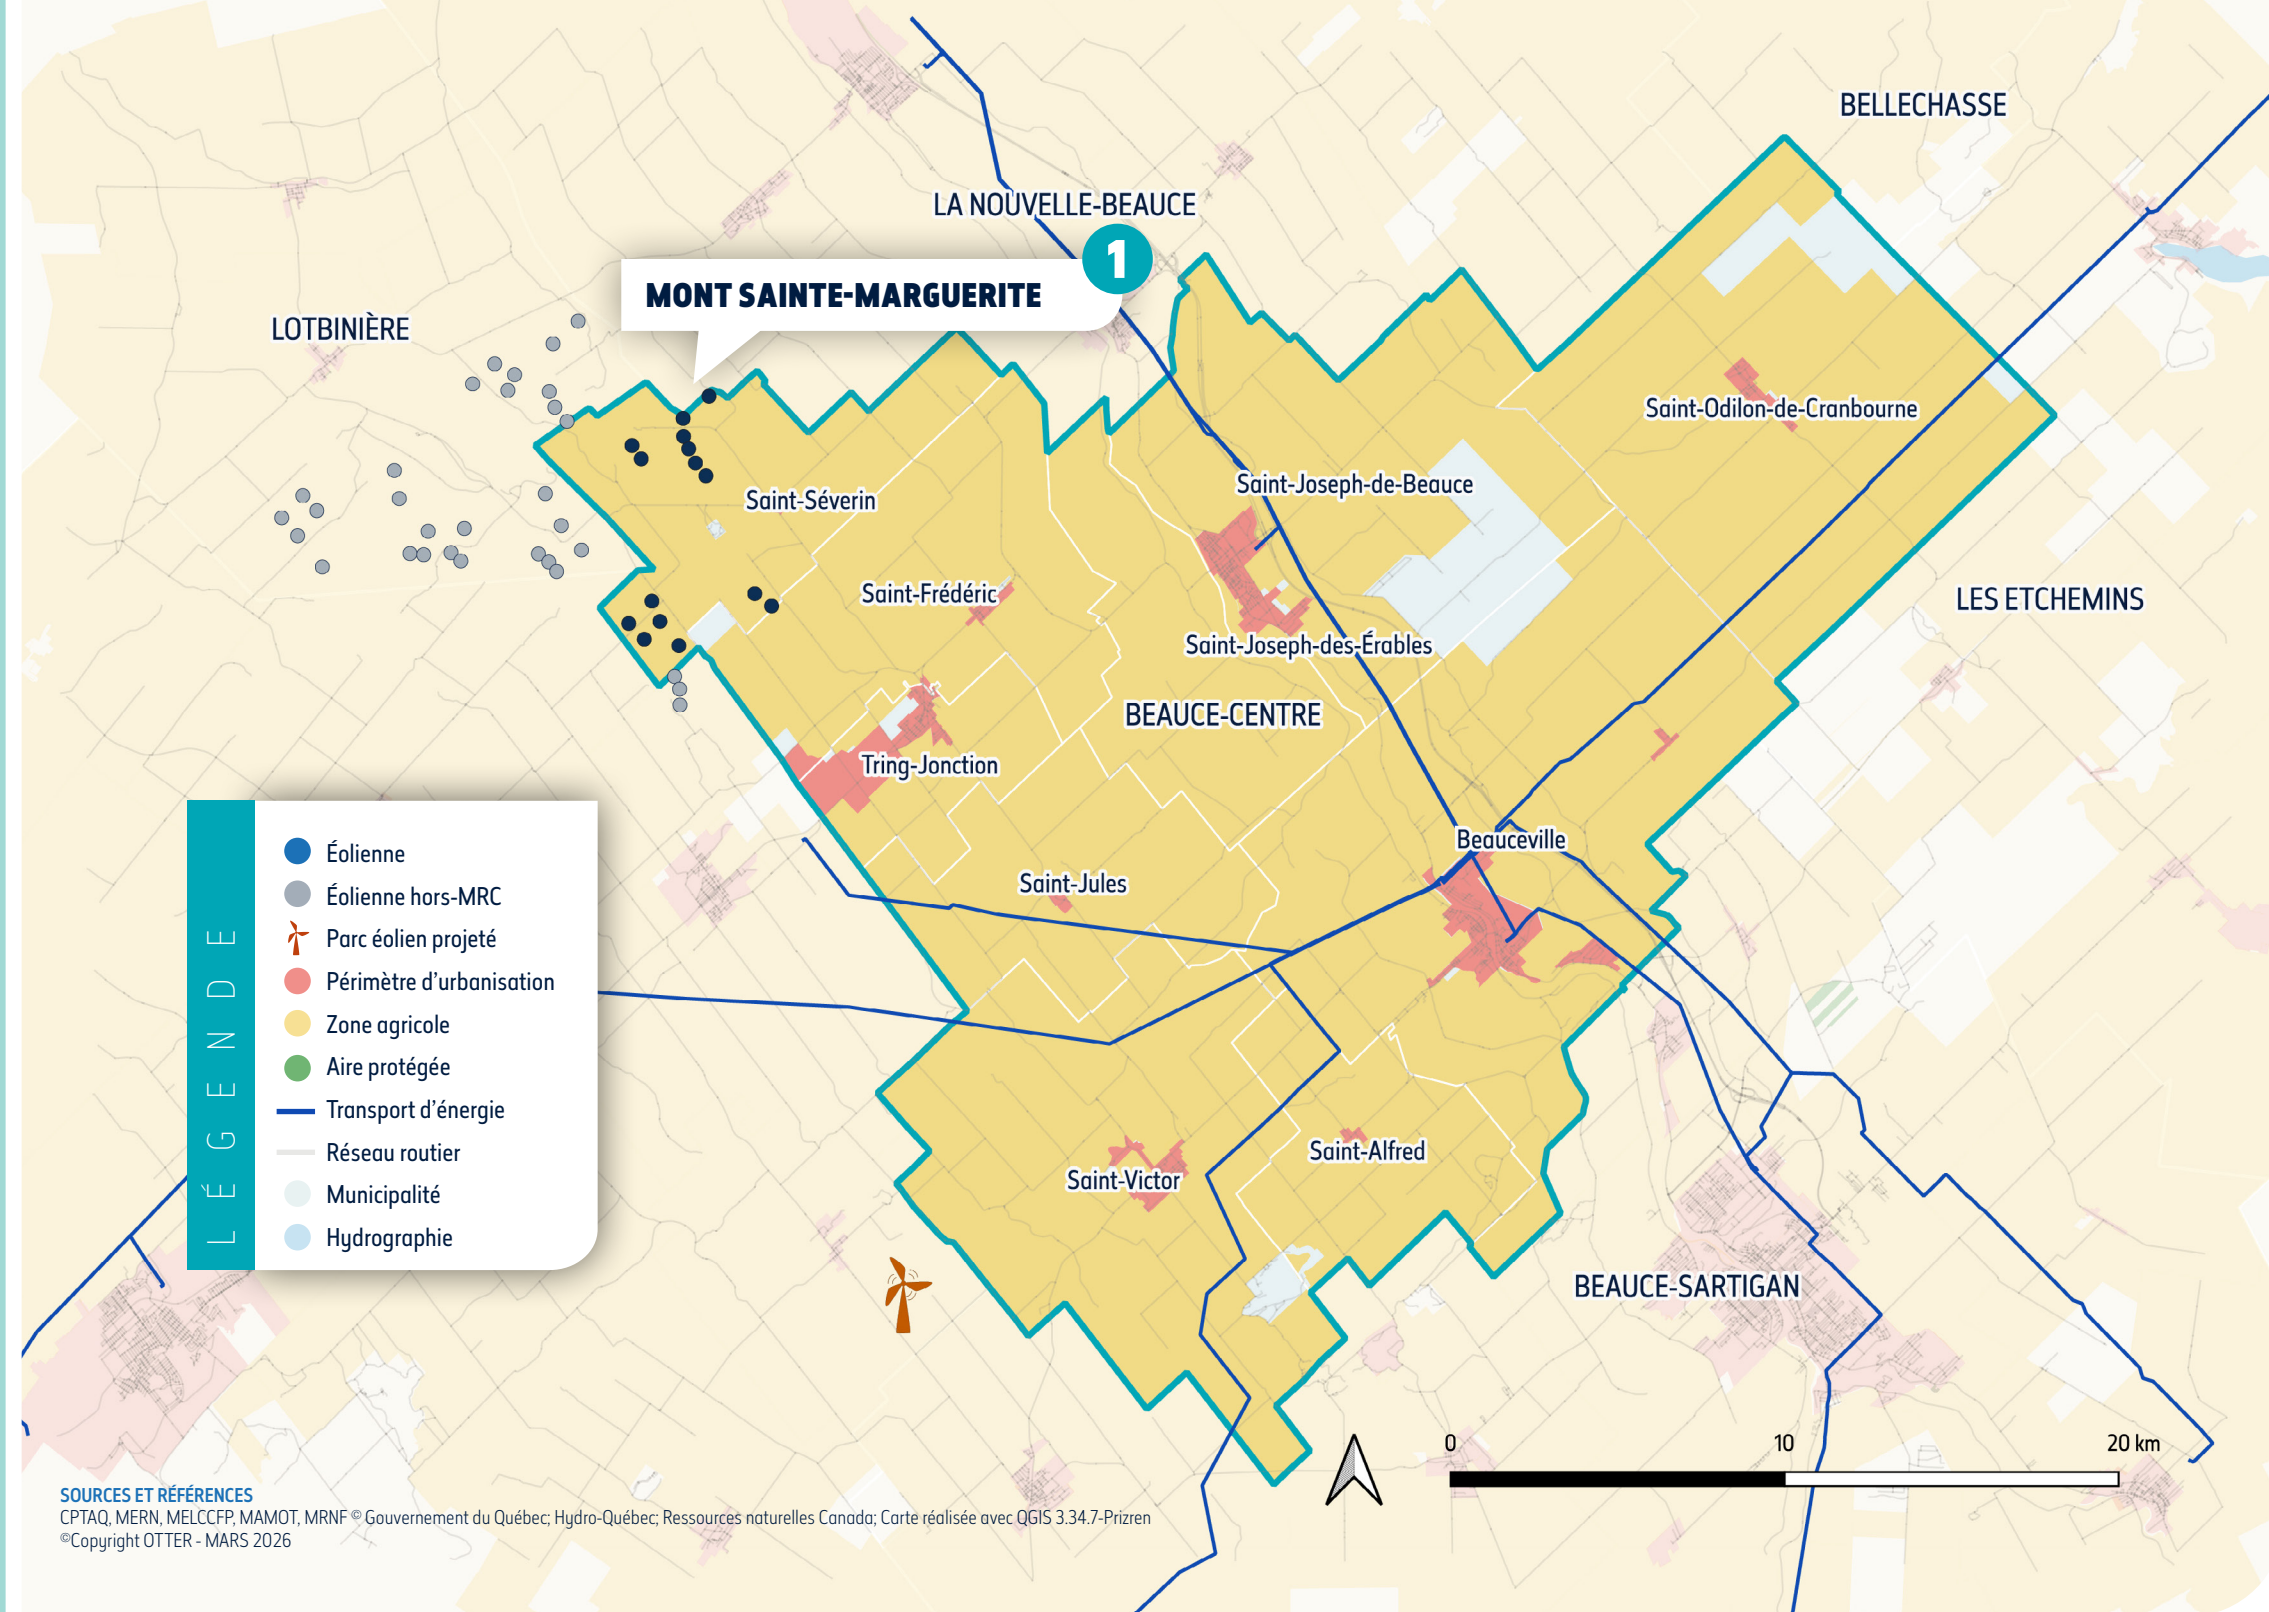 BELLECHASSE
LA NOUVELLE-BEAUCE
1
MONT SAINTE-MARGUERITE
LOTBINIÈRE
Saint-Odilon-de-Cranbourne
Saint-Joseph-de-Beauce
Saint-Séverin
Saint-Frédéric
LES ETCHEMINS
Saint-Joseph-des-Érables
BEAUCE-CENTRE
Tring-Jonction
Beauceville
Saint-Jules
Saint-Alfred
Saint-Victor
BEAUCE-SARTIGAN
LÉGENDE
Éolienne
Éolienne hors-MRC
Parc éolien projeté
Périmètre d'urbanisation
Zone agricole
Aire protégée
Transport d'énergie
Réseau routier
Municipalité
Hydrographie
0 10 20 km
SOURCES ET RÉFÉRENCES
CPTAQ, MERN, MELCCFP, MAMOT, MRNF © Gouvernement du Québec; Hydro-Québec; Ressources naturelles Canada; Carte réalisée avec QGIS 3.34.7-Prizren
©Copyright OTTER - MARS 2026